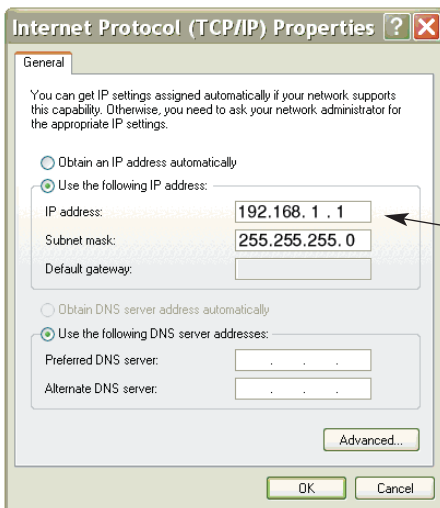 Internet Protocol (TCP/IP) Properties
General
You can get IP settings assigned automatically if your network supports
this capability. Otherwise, you need to ask your network administrator for
the appropriate IP settings.
Obtain an IP address automatically
Use the following IP address:
IP address: 192.168. 1 . 1
Subnet mask: 255.255.255. 0
Default gateway:
Obtain DNS server address automatically
Use the following DNS server addresses:
Preferred DNS server: . . .
Alternate DNS server: . . .
Advanced...
OK Cancel